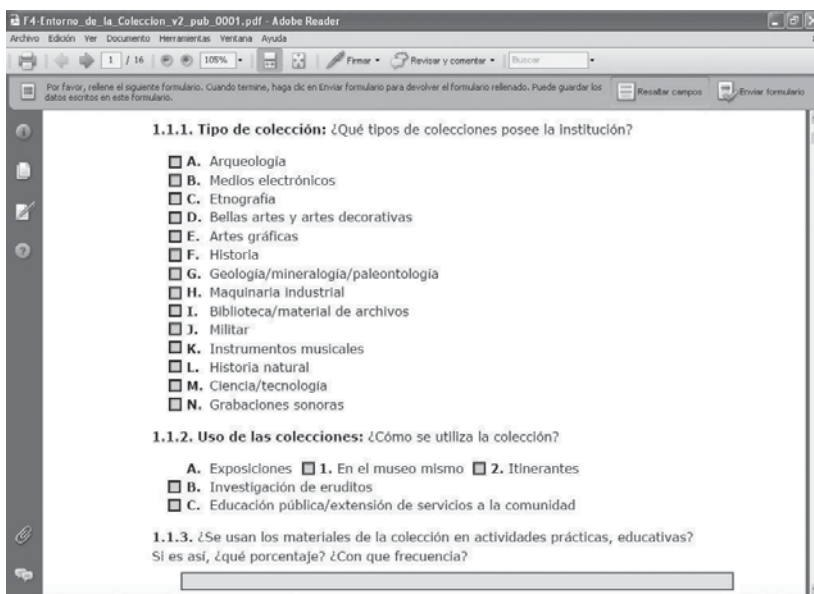 F4-Entorno_de_la_Coleccion_v2_pub_0001.pdf - Adobe Reader
Archivo Edición Ver Documento Herramientas Ventana Ayuda
1 / 16 105% Firmar Revisar y comentar Buscar
Por favor, rellene el siguiente formulario. Cuando termine, haga clic en Enviar formulario para devolver el formulario rellenado. Puede guardar los
datos escritos en este formulario.
Resaltar campos
Enviar formulario
1.1.1. Tipo de colección: ¿Qué tipos de colecciones posee la institución?
A. Arqueología
B. Medios electrónicos
C. Etnografía
D. Bellas artes y artes decorativas
E. Artes gráficas
F. Historia
G. Geología/mineralogía/paleontología
H. Maquinaria industrial
I. Biblioteca/material de archivos
J. Militar
K. Instrumentos musicales
L. Historia natural
M. Ciencia/tecnología
N. Grabaciones sonoras
1.1.2. Uso de las colecciones: ¿Cómo se utiliza la colección?
A. Exposiciones 1. En el museo mismo 2. Itinerantes
B. Investigación de eruditos
C. Educación pública/extensión de servicios a la comunidad
1.1.3. ¿Se usan los materiales de la colección en actividades prácticas, educativas?
Si es así, ¿qué porcentaje? ¿Con que frecuencia?